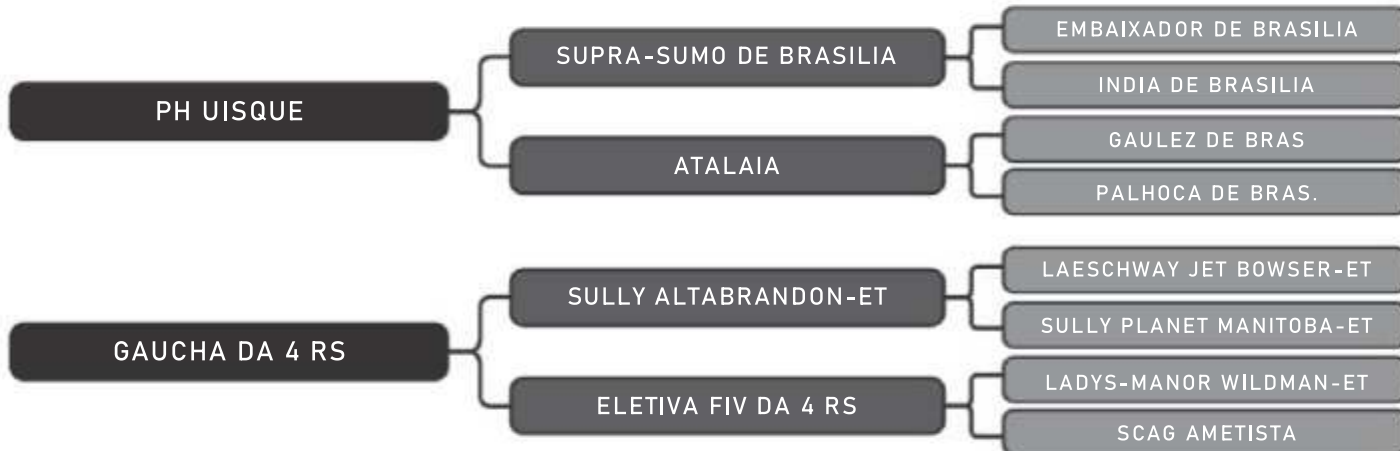 PH UISQUE
SUPRA-SUMO DE BRASILIA
EMBAIXADOR DE BRASILIA
INDIA DE BRASILIA
ATALAIA
GAULEZ DE BRAS
PALHOCA DE BRAS.
GAUCHA DA 4 RS
SULLY ALTABRANDON-ET
LAESCHWAY JET BOWSER-ET
SULLY PLANET MANITOBA-ET
ELETIVA FIV DA 4 RS
LADYS-MANOR WILDMAN-ET
SCAG AMETISTA